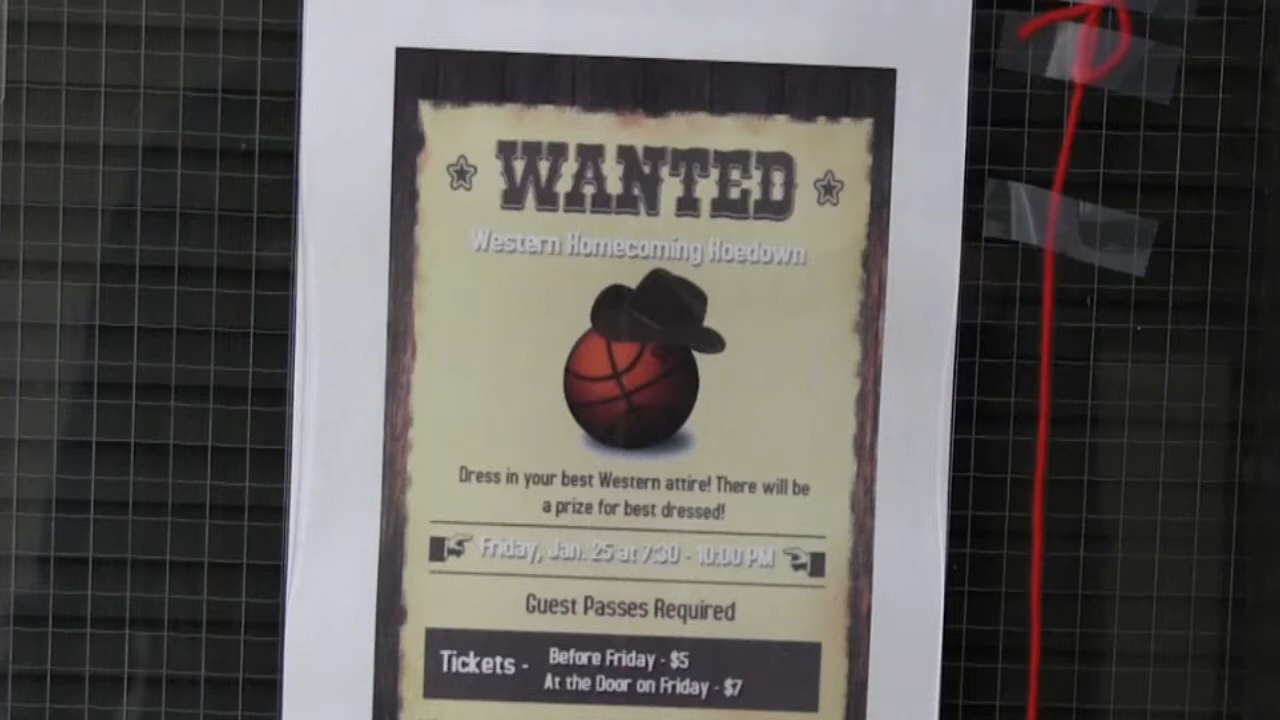 WANTED
Western Homecoming Hoedown
Dress in your best Western attire! There will be
a prize for best dressed!
Friday, Jan. 25 at 7:30 - 10:00 PM
Guest Passes Required
Tickets -
Before Friday - $5
At the Door on Friday - $7